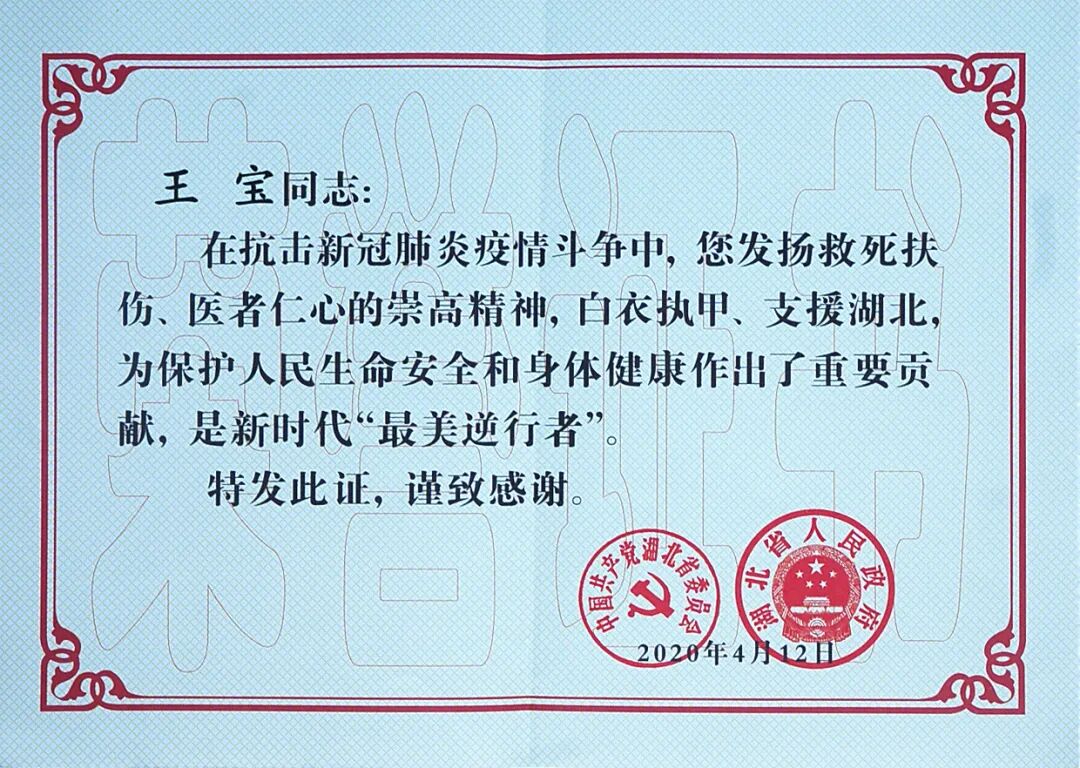 王 宝同志：
在抗击新冠肺炎疫情斗争中，您发扬救死扶
伤、医者仁心的崇高精神，白衣执甲、支援湖北，
为保护人民生命安全和身体健康作出了重要贡
献，是新时代“最美逆行者”。
特发此证，谨致感谢。
中国共产党湖北省委员会
湖北省人民政府
2020年4月12日
荣誉证书